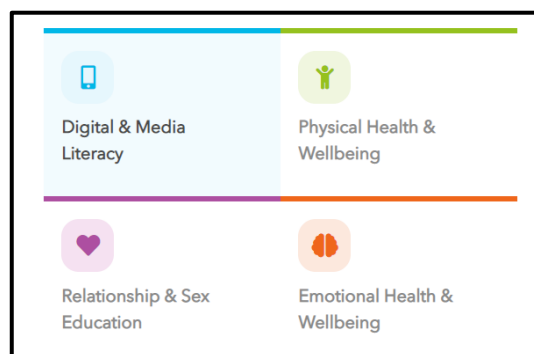 Digital & Media
Literacy
Physical Health &
Wellbeing
Relationship & Sex
Education
Emotional Health &
Wellbeing